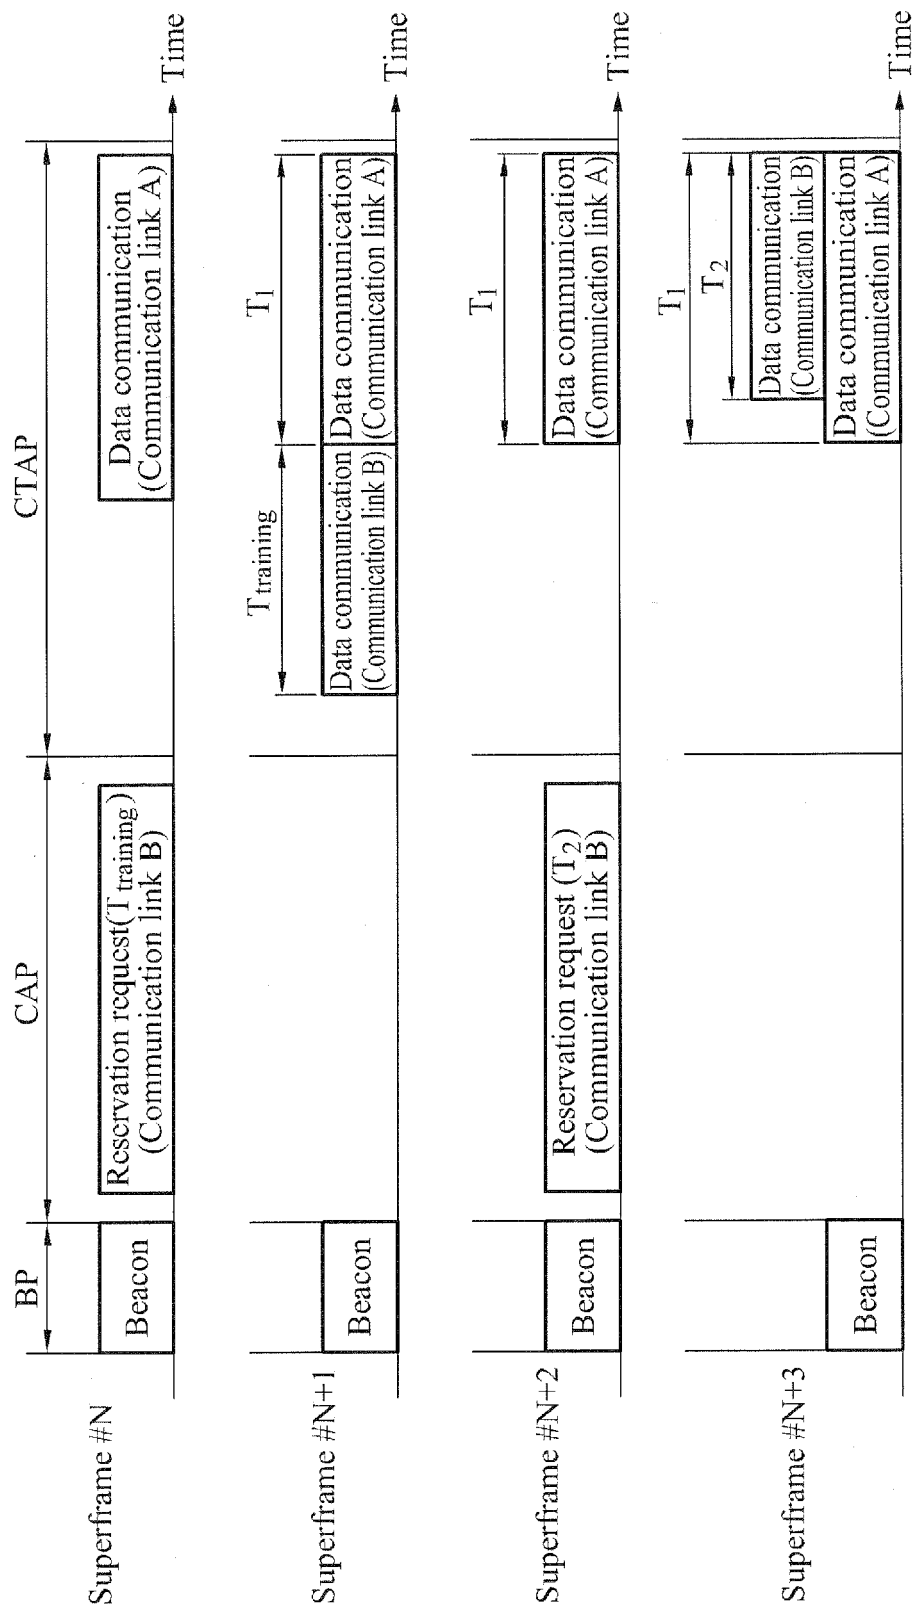 BP
CAP
CTAP
Superframe #N
Beacon
Reservation request(Ttraining)
(Communication link B)
Data communication
(Communication link A)
Time
Superframe #N+1
Beacon
Ttraining
T1
Data communication
(Communication link B)
Data communication
(Communication link A)
Time
Superframe #N+2
Beacon
Reservation request (T2)
(Communication link B)
T1
Data communication
(Communication link A)
Time
Superframe #N+3
Beacon
T1
T2
Data communication
(Communication link B)
Data communication
(Communication link A)
Time